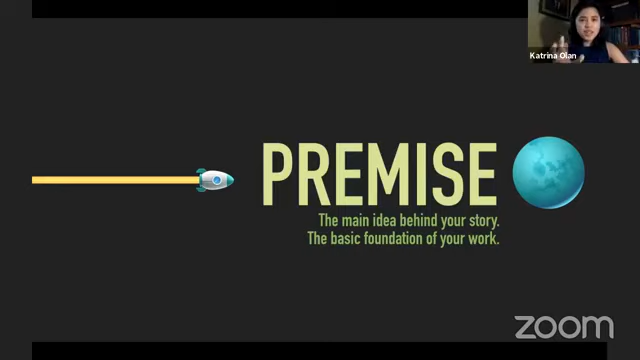 Katrina Olan
PREMISE
The main idea behind your story.
The basic foundation of your work.
zoom